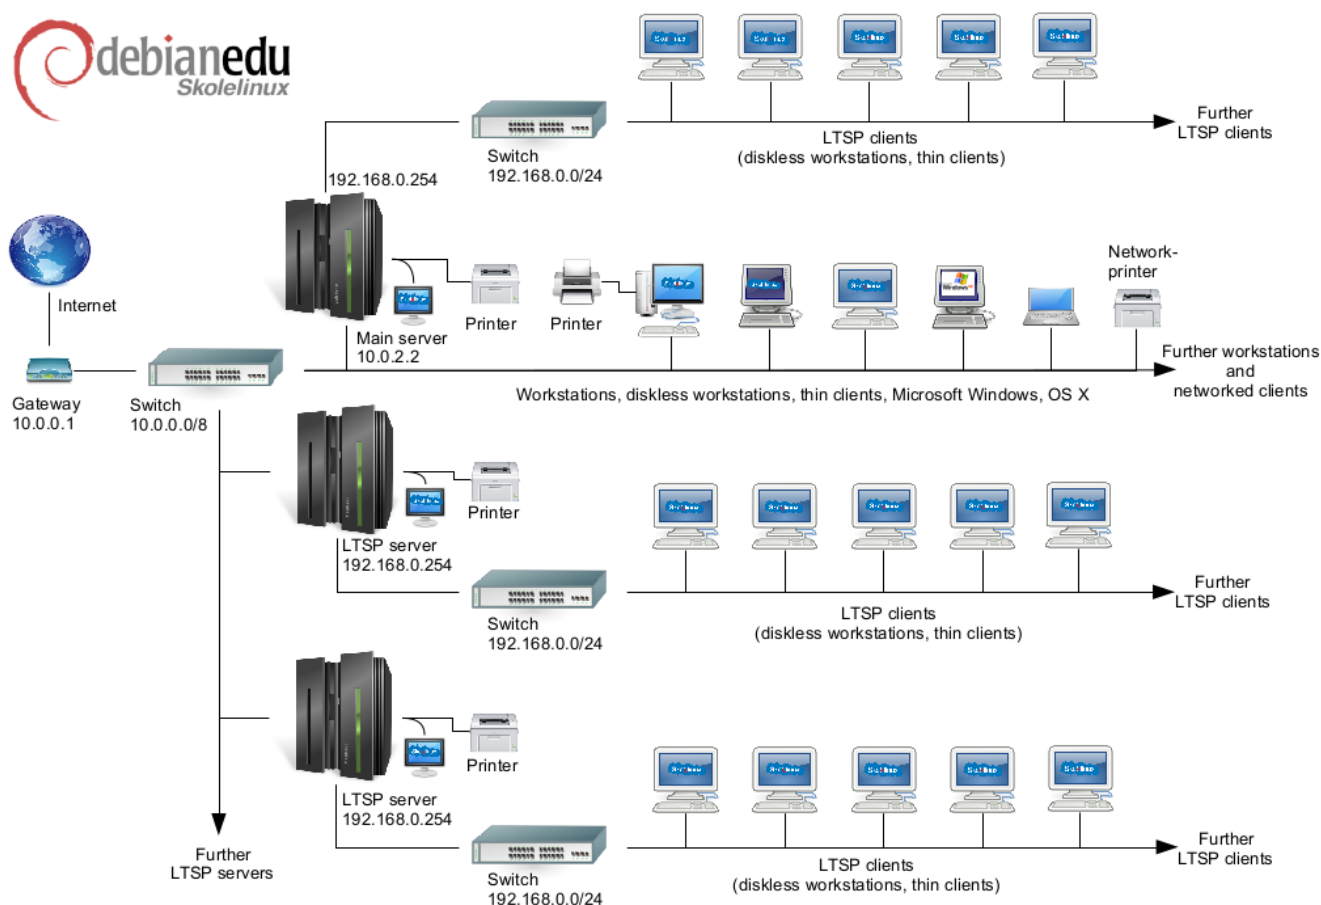 debianedu
Skolelinux
Further
LTSP clients
LTSP clients
(diskless workstations, thin clients)
Switch
192.168.0.0/24
192.168.0.254
Internet
Printer
Printer
Network-
printer
Main server
10.0.2.2
Gateway
10.0.0.1
Switch
10.0.0.0/8
Windows
Workstations, diskless workstations, thin clients, Microsoft Windows, OS X
Further workstations
and
networked clients
Printer
LTSP server
192.168.0.254
Switch
192.168.0.0/24
LTSP clients
(diskless workstations, thin clients)
Further
LTSP clients
Printer
LTSP server
192.168.0.254
Further
LTSP servers
Switch
192.168.0.0/24
LTSP clients
(diskless workstations, thin clients)
Further
LTSP clients